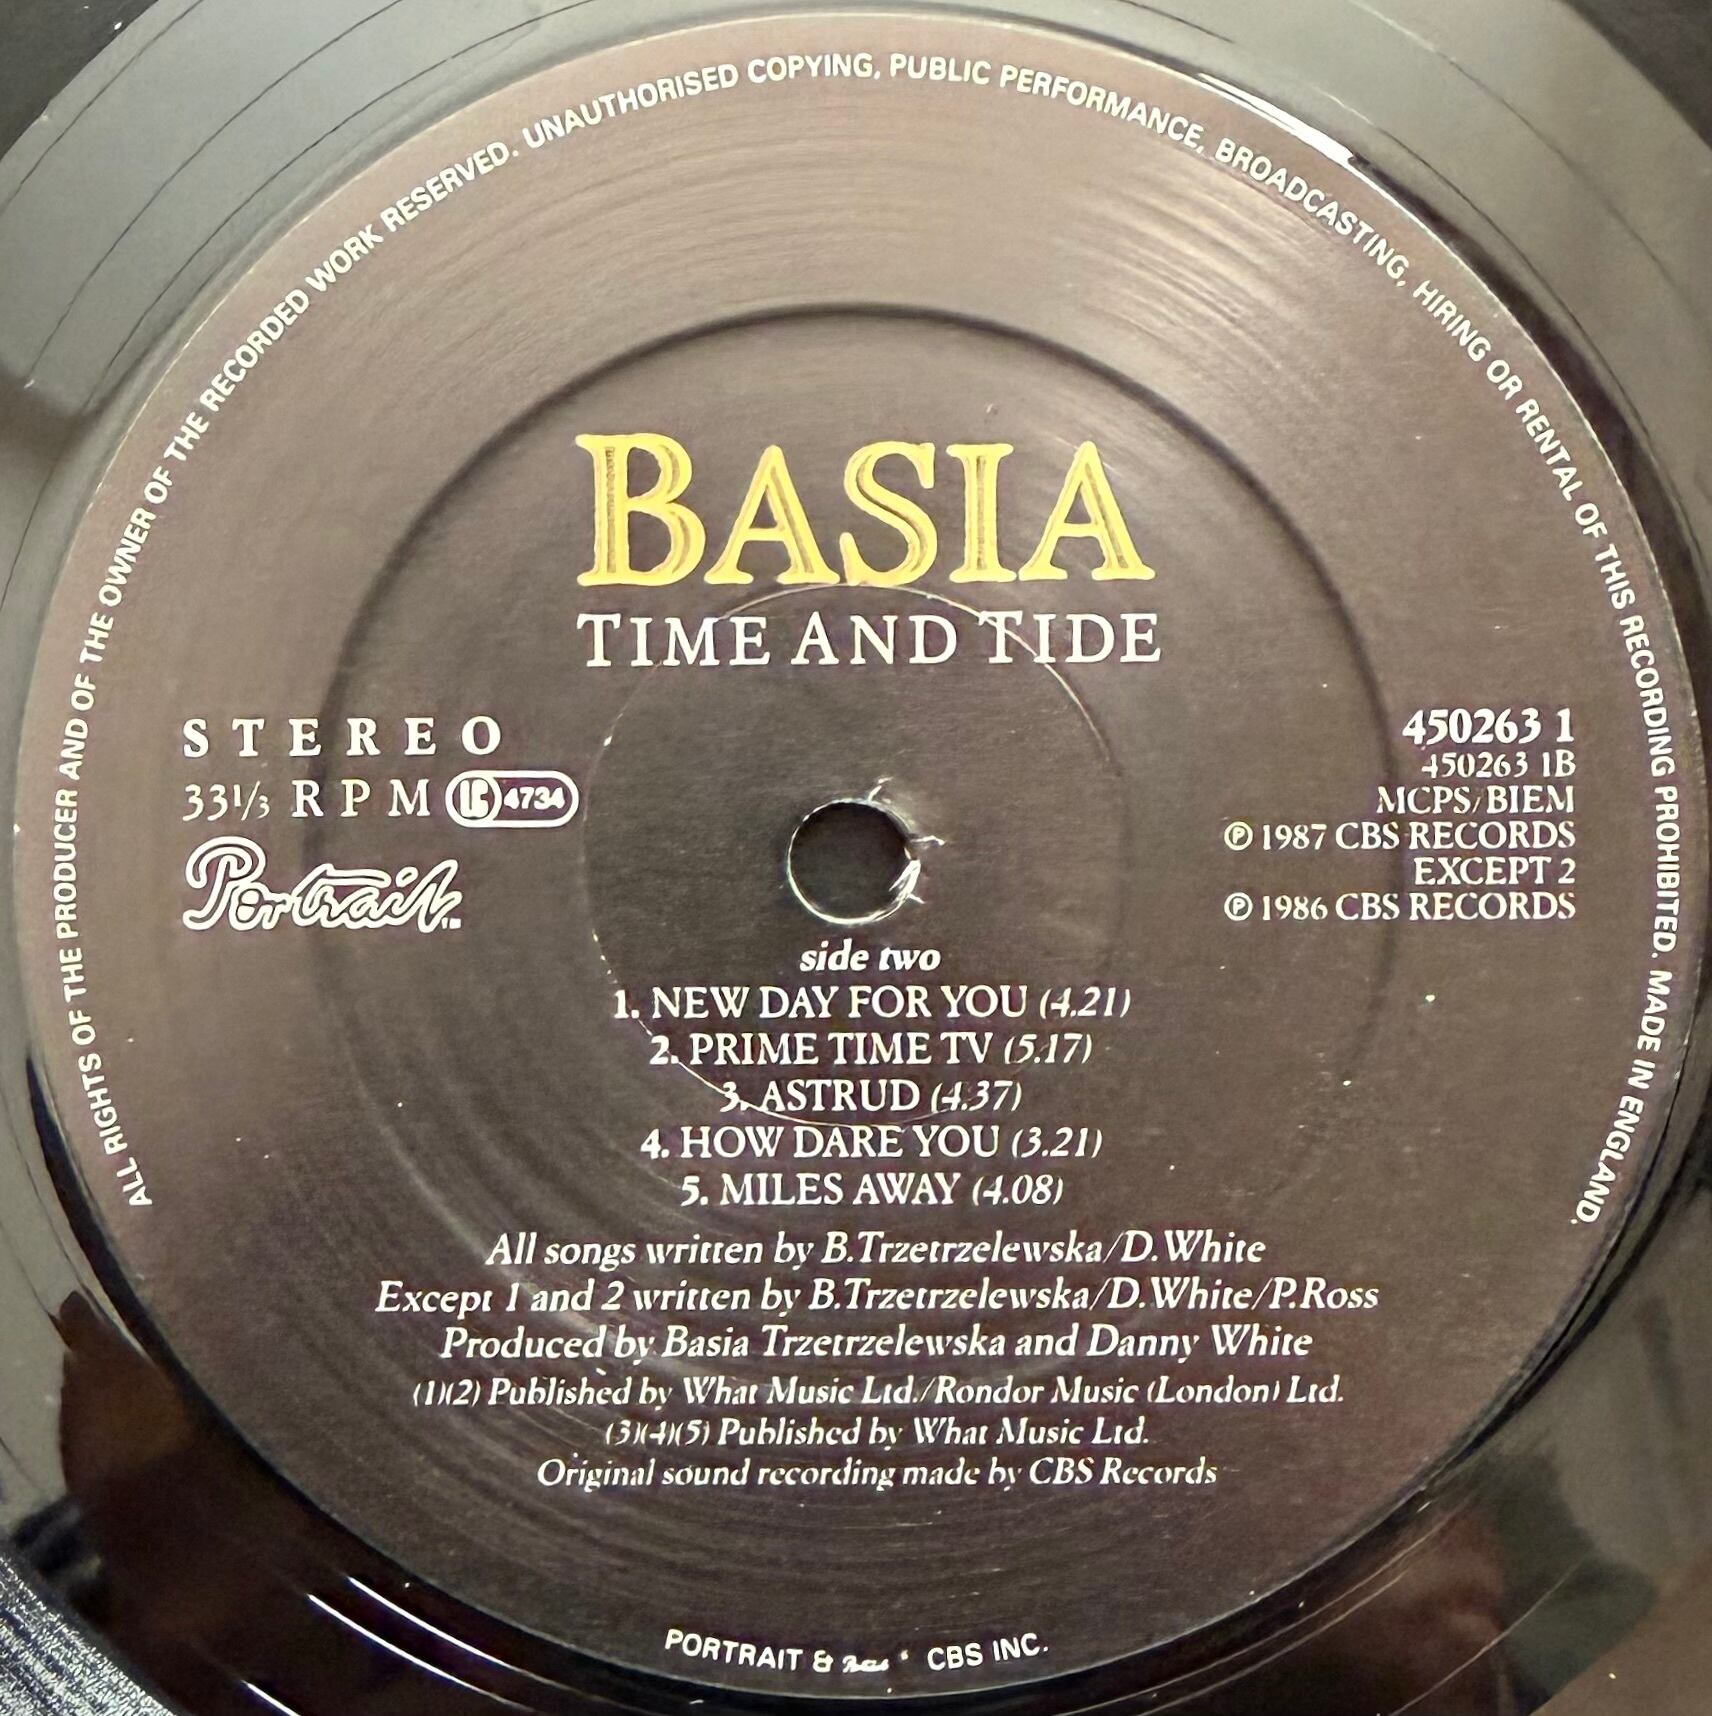 ALL RIGHTS OF THE PRODUCER AND OF THE OWNER OF THE RECORDED WORK RESERVED. UNAUTHORISED COPYING, PUBLIC PERFORMANCE, BROADCASTING, HIRING OR RENTAL OF THIS RECORDING PROHIBITED. MADE IN ENGLAND.
BASIA
TIME AND TIDE
STEREO
33 1/3 RPM LC 4734
Portrait TM
450263 1
450263 1B
MCPS/BIEM
℗ 1987 CBS RECORDS
EXCEPT 2
℗ 1986 CBS RECORDS
side two
1. NEW DAY FOR YOU (4.21)
2. PRIME TIME TV (5.17)
3. ASTRUD (4.37)
4. HOW DARE YOU (3.21)
5. MILES AWAY (4.08)
All songs written by B.Trzetrzelewska/D.White
Except 1 and 2 written by B.Trzetrzelewska/D.White/P.Ross
Produced by Basia Trzetrzelewska and Danny White
(1)(2) Published by What Music Ltd./Rondor Music (London) Ltd.
(3)(4)(5) Published by What Music Ltd.
Original sound recording made by CBS Records
PORTRAIT & CBS INC.